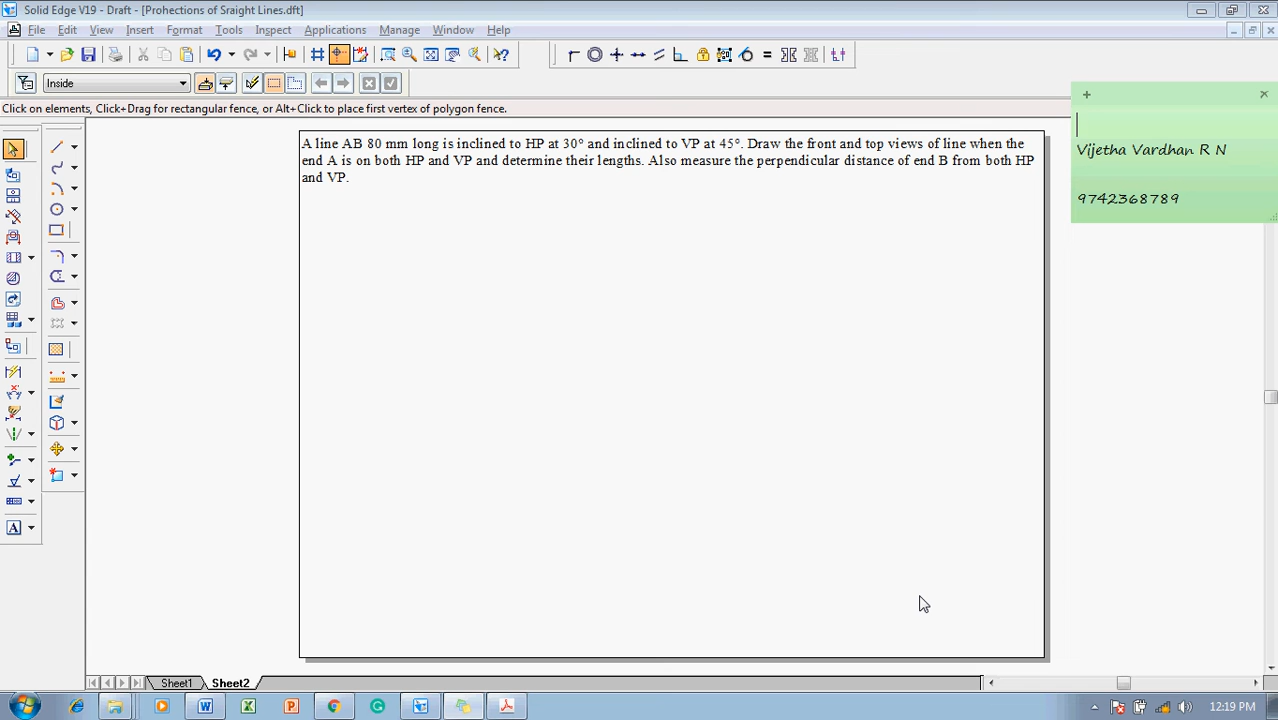 Solid Edge V19 - Draft - [Prohections of Sraight Lines.dft]
File Edit View Insert Format Tools Inspect Applications Manage Window Help
Inside
Click on elements, Click+Drag for rectangular fence, or Alt+Click to place first vertex of polygon fence.
A line AB 80 mm long is inclined to HP at 30° and inclined to VP at 45°. Draw the front and top views of line when the
end A is on both HP and VP and determine their lengths. Also measure the perpendicular distance of end B from both HP
and VP.
Vijetha Vardhan R N
9742368789
Sheet1 Sheet2
12:19 PM